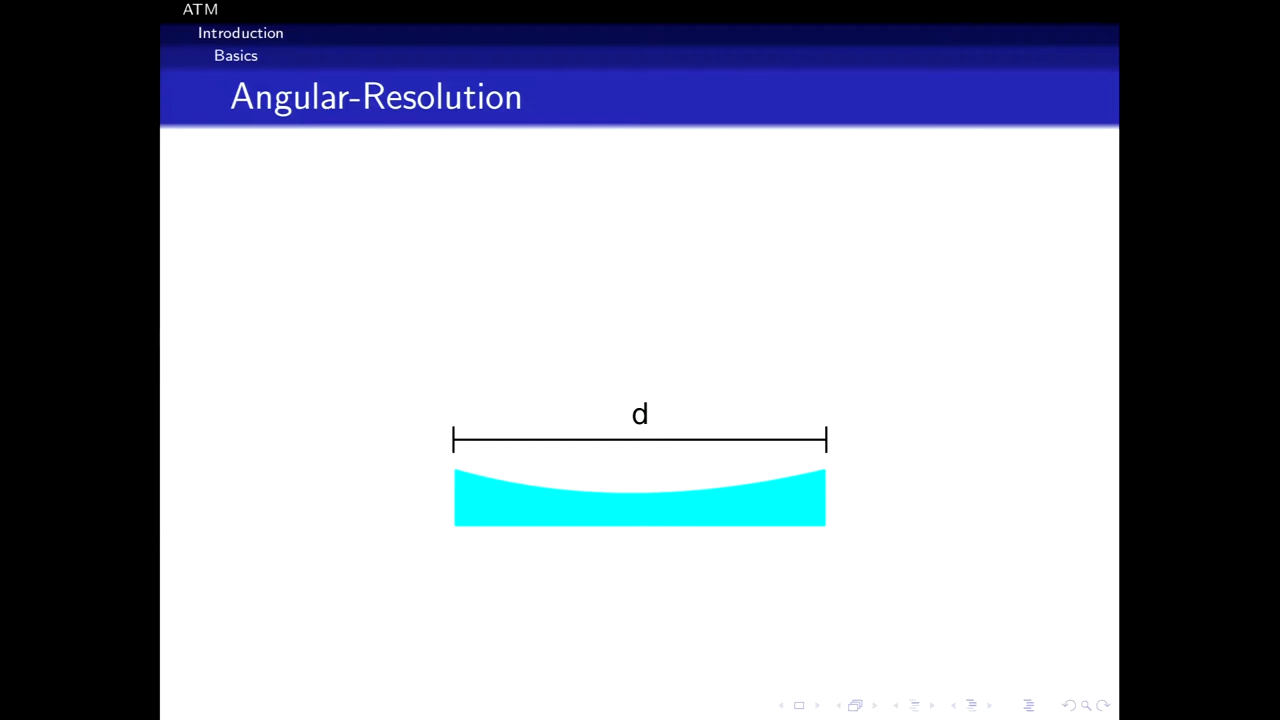 ATM
Introduction
Basics
Angular-Resolution
d